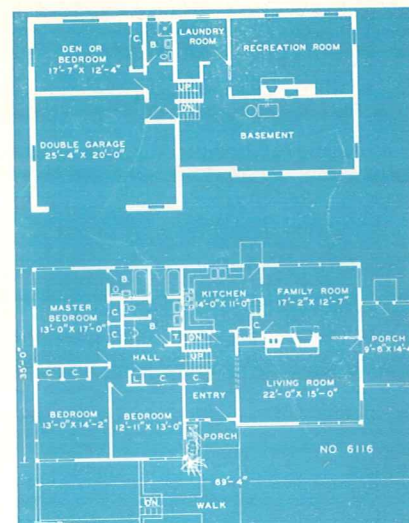 DEN OR
BEDROOM
17'-7" X 12'-4"
C.
B.
LAUNDRY
ROOM
RECREATION ROOM
UP
DN
DOUBLE GARAGE
25'-4" X 20'-0"
BASEMENT
MASTER
BEDROOM
13'-0" X 17'-0"
B
C.
C.
B.
T.
KITCHEN
14'-0" X 11'-0"
FAMILY ROOM
17'-2" X 12'-7"
C
PORCH
HALL
DN
UP
LIVING ROOM
22'-0" X 15'-0"
35'-0"
C.
C.
L
C.
C.
BEDROOM
13'-0" X 14'-2"
BEDROOM
12'-11" X 13'-0"
ENTRY
PORCH
NO 6116
69'-4"
DN
WALK